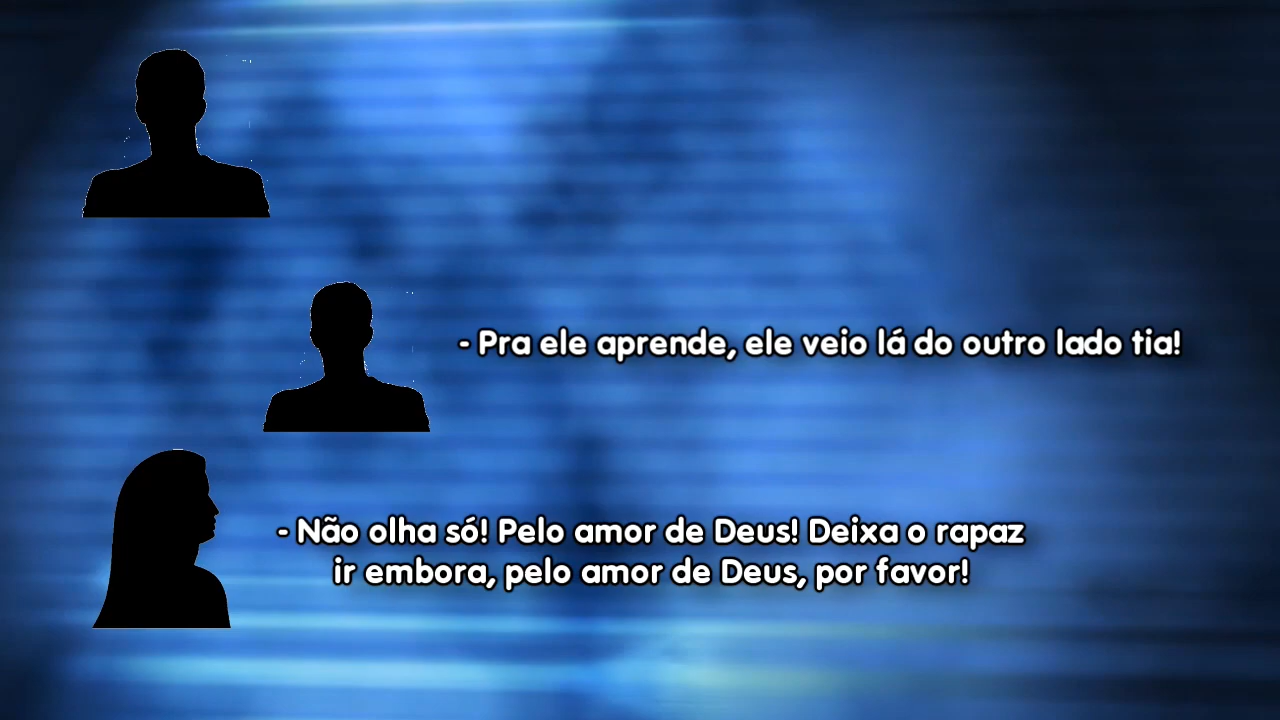 - Pra ele aprende, ele veio lá do outro lado tia!
- Não olha só! Pelo amor de Deus! Deixa o rapaz
ir embora, pelo amor de Deus, por favor!